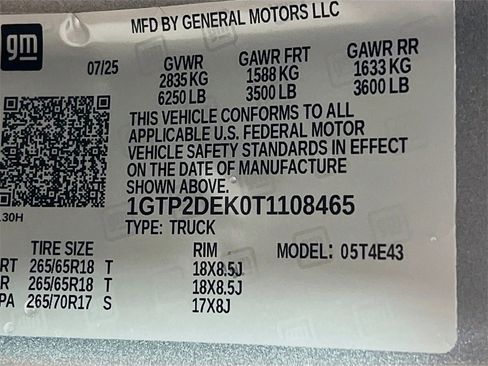 MFD BY GENERAL MOTORS LLC
gm
07/25
GVWR GAWR FRT GAWR RR
2835 KG 1588 KG 1633 KG
6250 LB 3500 LB 3600 LB
THIS VEHICLE CONFORMS TO ALL
APPLICABLE U.S. FEDERAL MOTOR
VEHICLE SAFETY STANDARDS IN EFFECT
ON THE DATE OF MANUFACTURE
SHOWN ABOVE.
1GTP2DEK0T1108465
.30H
TYPE: TRUCK
TIRE SIZE RIM MODEL: 05T4E43
RT 265/65R18 T 18X8.5J
R 265/65R18 T 18X8.5J
PA 265/70R17 S 17X8J